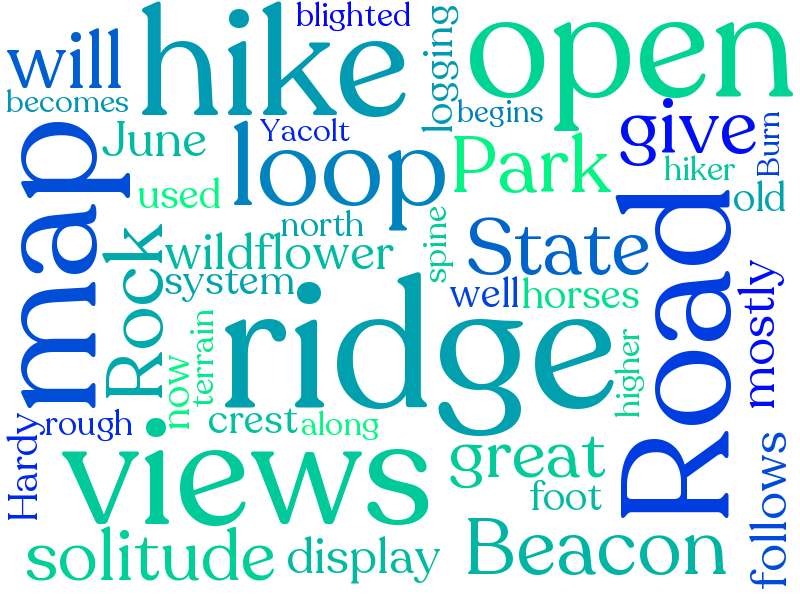 blighted
hike
open
will
logging
becomes
begins
give
Burn
June
Yacolt
loop
Park
hiker
map
used
old
north
spine
State
Road
Rock
wildflower
system
well
horses
mostly
ridge
now
terrain
higher
crest
along
rough
Hardy
views
great
follows
foot
solitude
display
Beacon